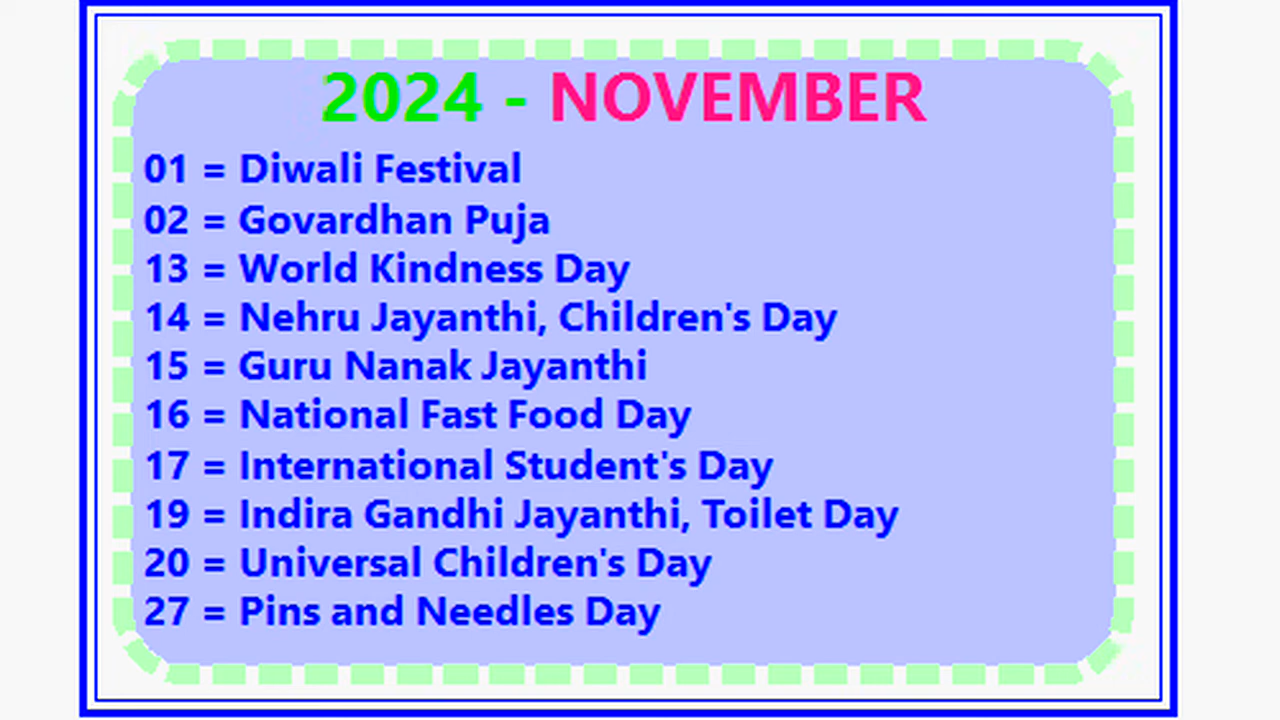 2024 - NOVEMBER
01 = Diwali Festival
02 = Govardhan Puja
13 = World Kindness Day
14 = Nehru Jayanthi, Children's Day
15 = Guru Nanak Jayanthi
16 = National Fast Food Day
17 = International Student's Day
19 = Indira Gandhi Jayanthi, Toilet Day
20 = Universal Children's Day
27 = Pins and Needles Day